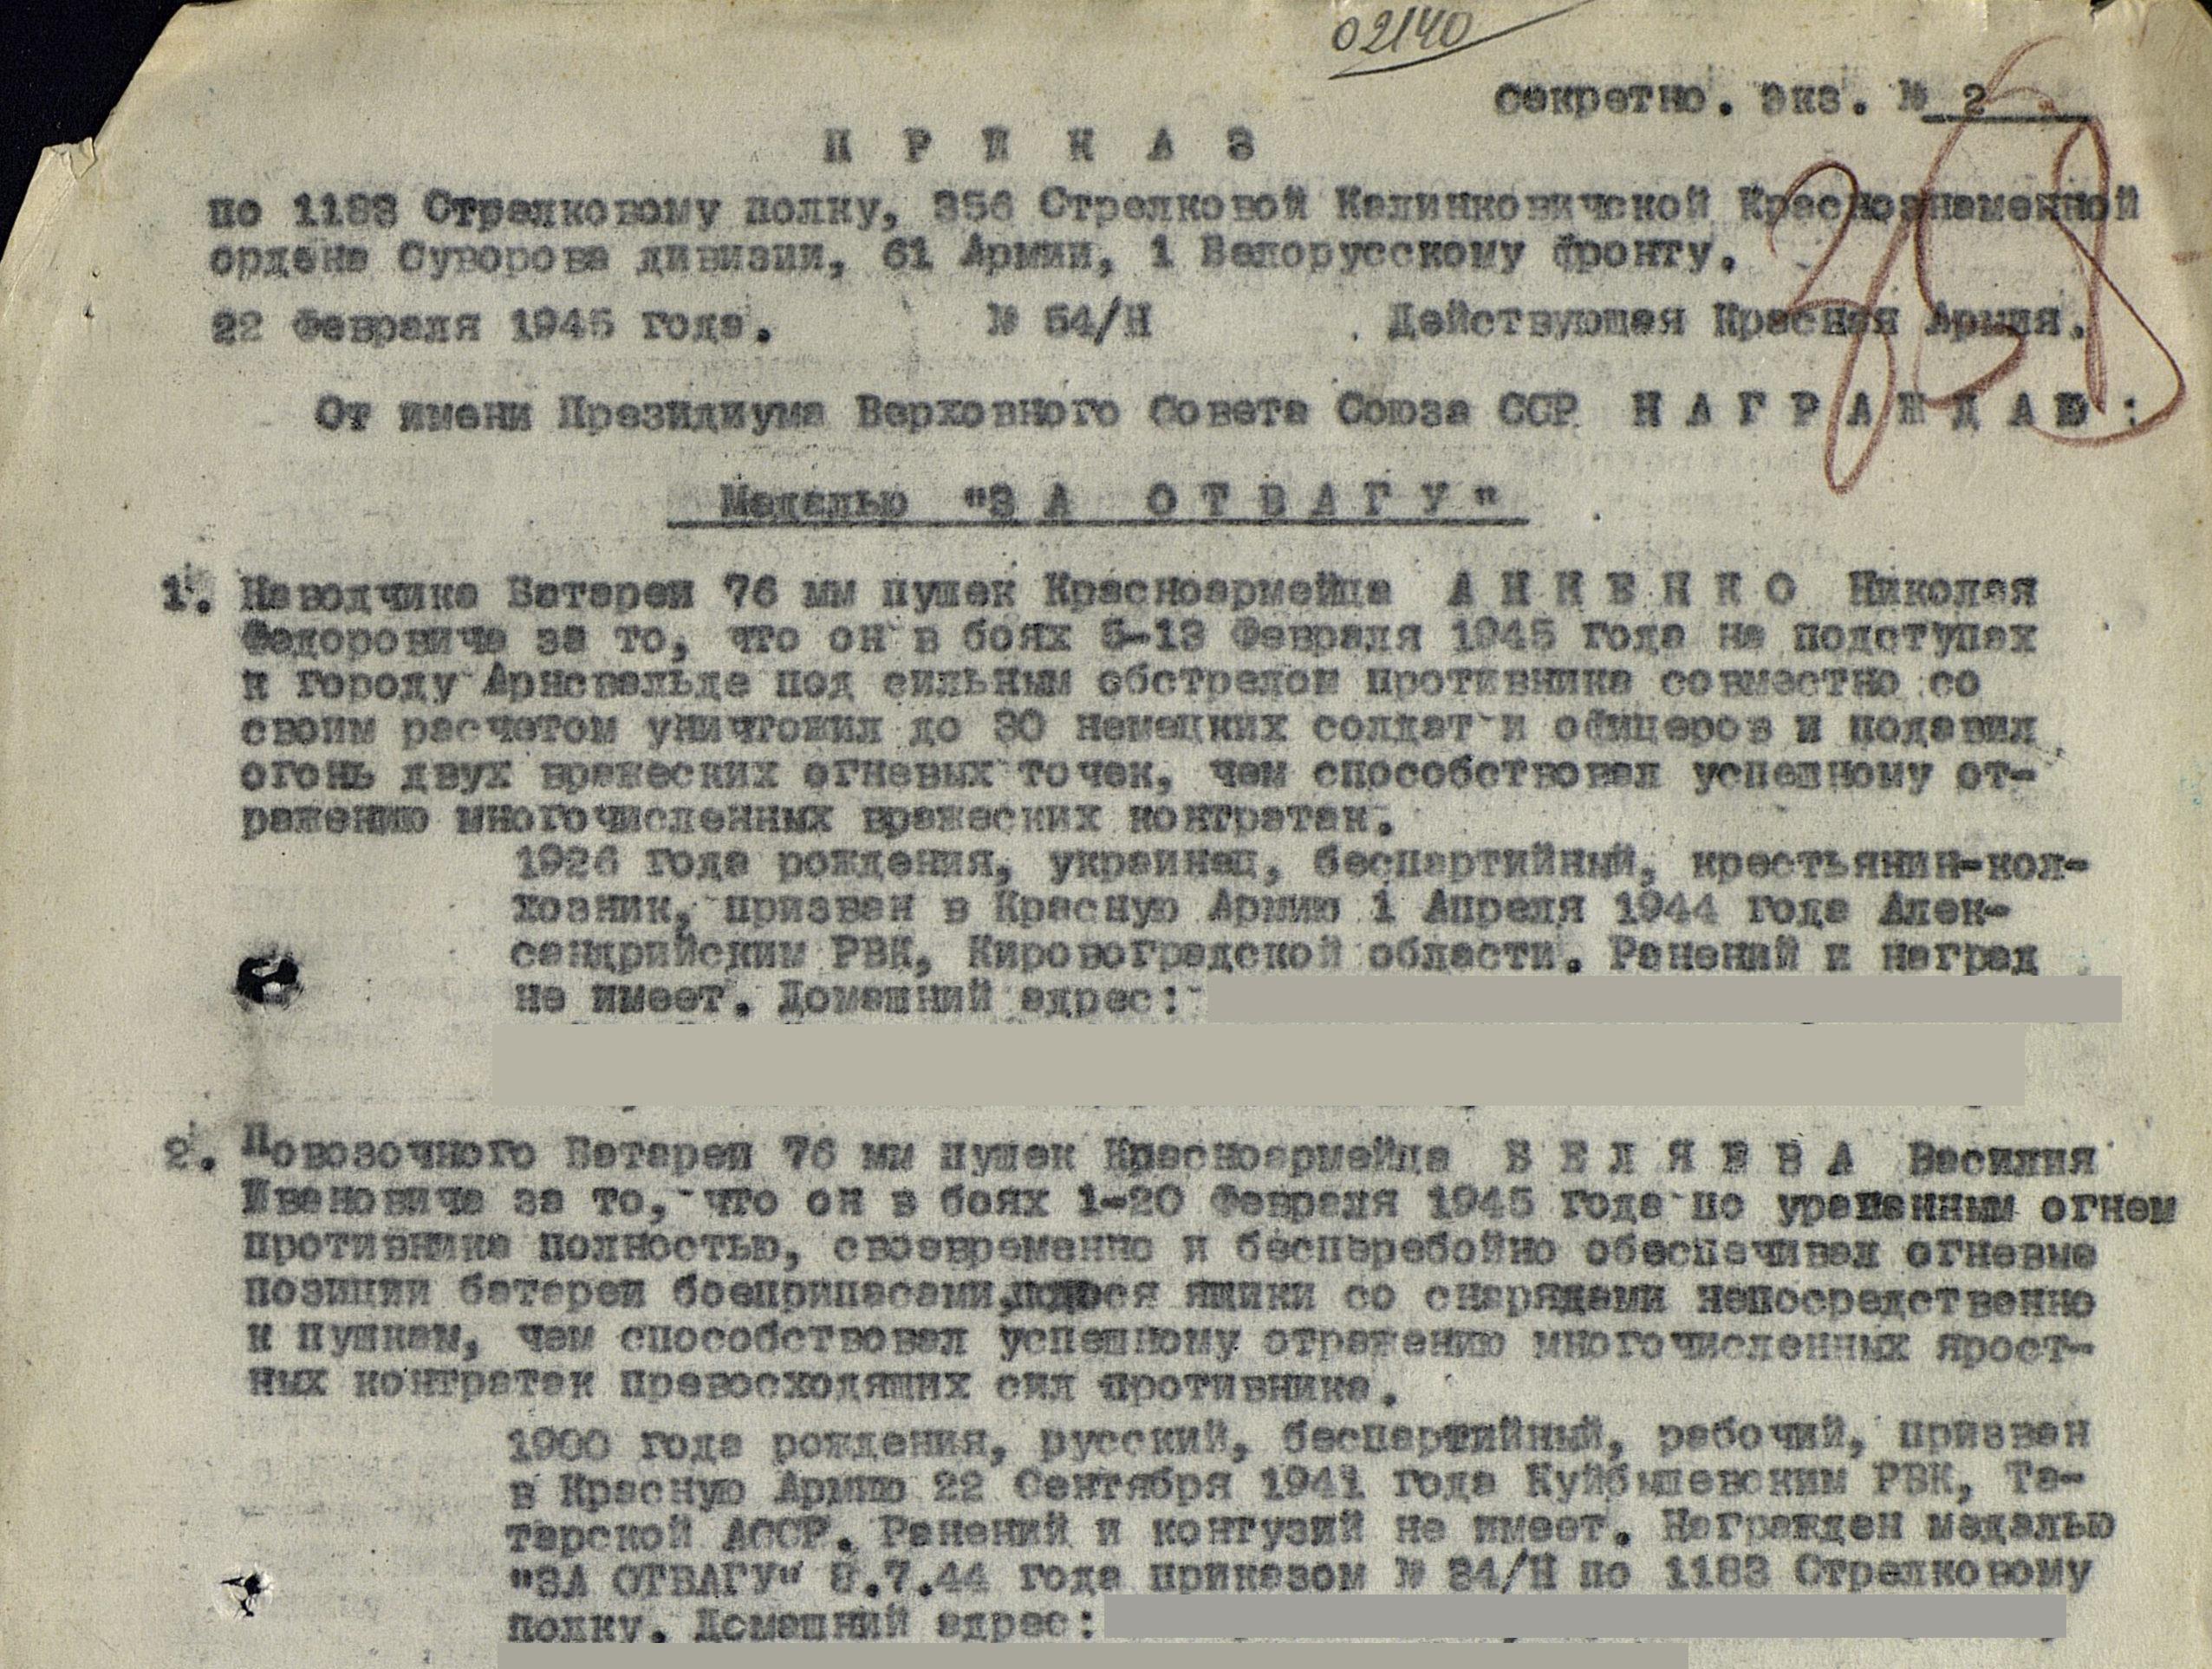 02140
Секретно. Экз. № 2
П Р И К А З
по 1183 Стрелковому полку, 356 Стрелковой Калинковичской Краснознаменной
ордена Суворова дивизии, 61 Армии, 1 Белорусскому фронту.
22 Февраля 1945 года. № 54/Н Действующая Красная Армия.
От имени Президиума Верховного Совета Союза ССР Н А Г Р А Ж Д А Ю :
Медалью "З А О Т В А Г У"
1. Наводчика Батареи 76 мм пушек Красноармейца А Н Н Е Н К О Николая
Федоровича за то, что он в боях 5-13 Февраля 1945 года на подступах
к городу Арнсвальде под сильным обстрелом противника совместно со
своим расчетом уничтожил до 30 немецких солдат и офицеров и подавил
огонь двух вражеских огневых точек, чем способствовал успешному от-
ражению многочисленных вражеских контратак.
1926 года рождения, украинец, беспартийный, крестьянин-кол-
хозник, призван в Красную Армию 1 Апреля 1944 года Алек-
сандрийским РВК, Кировоградской области. Ранений и наград
не имеет. Домашний адрес:
2. Повозочного Батареи 76 мм пушек Красноармейца Б Е Л Я Е В А Василия
Ивановича за то, что он в боях 1-20 Февраля 1945 года по огнем
противника полностью, своевременно и бесперебойно обеспечивал огневые
позиции батареи боеприпасами, ящики со снарядами непосредственно
к пушкам, чем способствовал успешному отражению многочисленных ярост-
ных контратак превосходящих сил противника.
1900 года рождения, русский, беспартийный, рабочий, призван
в Красную Армию 22 Сентября 1941 года Куйбышевским РВК, Та-
тарской АССР. Ранений и контузий не имеет. Награжден медалью
"ЗА ОТВАГУ" года приказом № 34/Н по 1183 Стрелковому
полку. Домашний адрес: